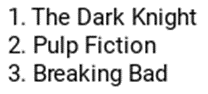 1. The Dark Knight
2. Pulp Fiction
3. Breaking Bad